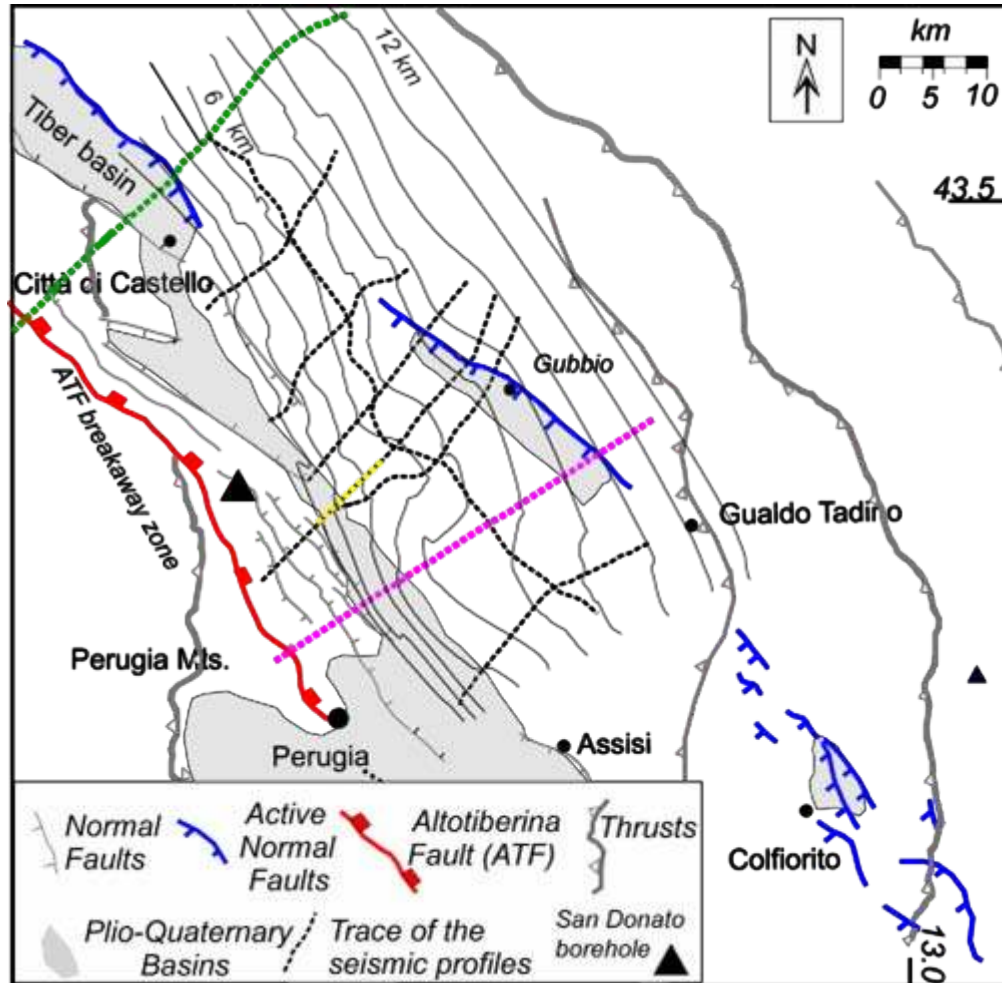 12 km
6 km
N
km
0 5 10
43.5
Tiber basin
Città di Castello
ATF breakaway zone
Gubbio
Gualdo Tadino
Perugia Mts.
Perugia
Assisi
Colfiorito
13.0
Normal
Faults
Active
Normal
Faults
Altotiberina
Fault (ATF)
Thrusts
Plio-Quaternary
Basins
Trace of the
seismic profiles
San Donato
borehole